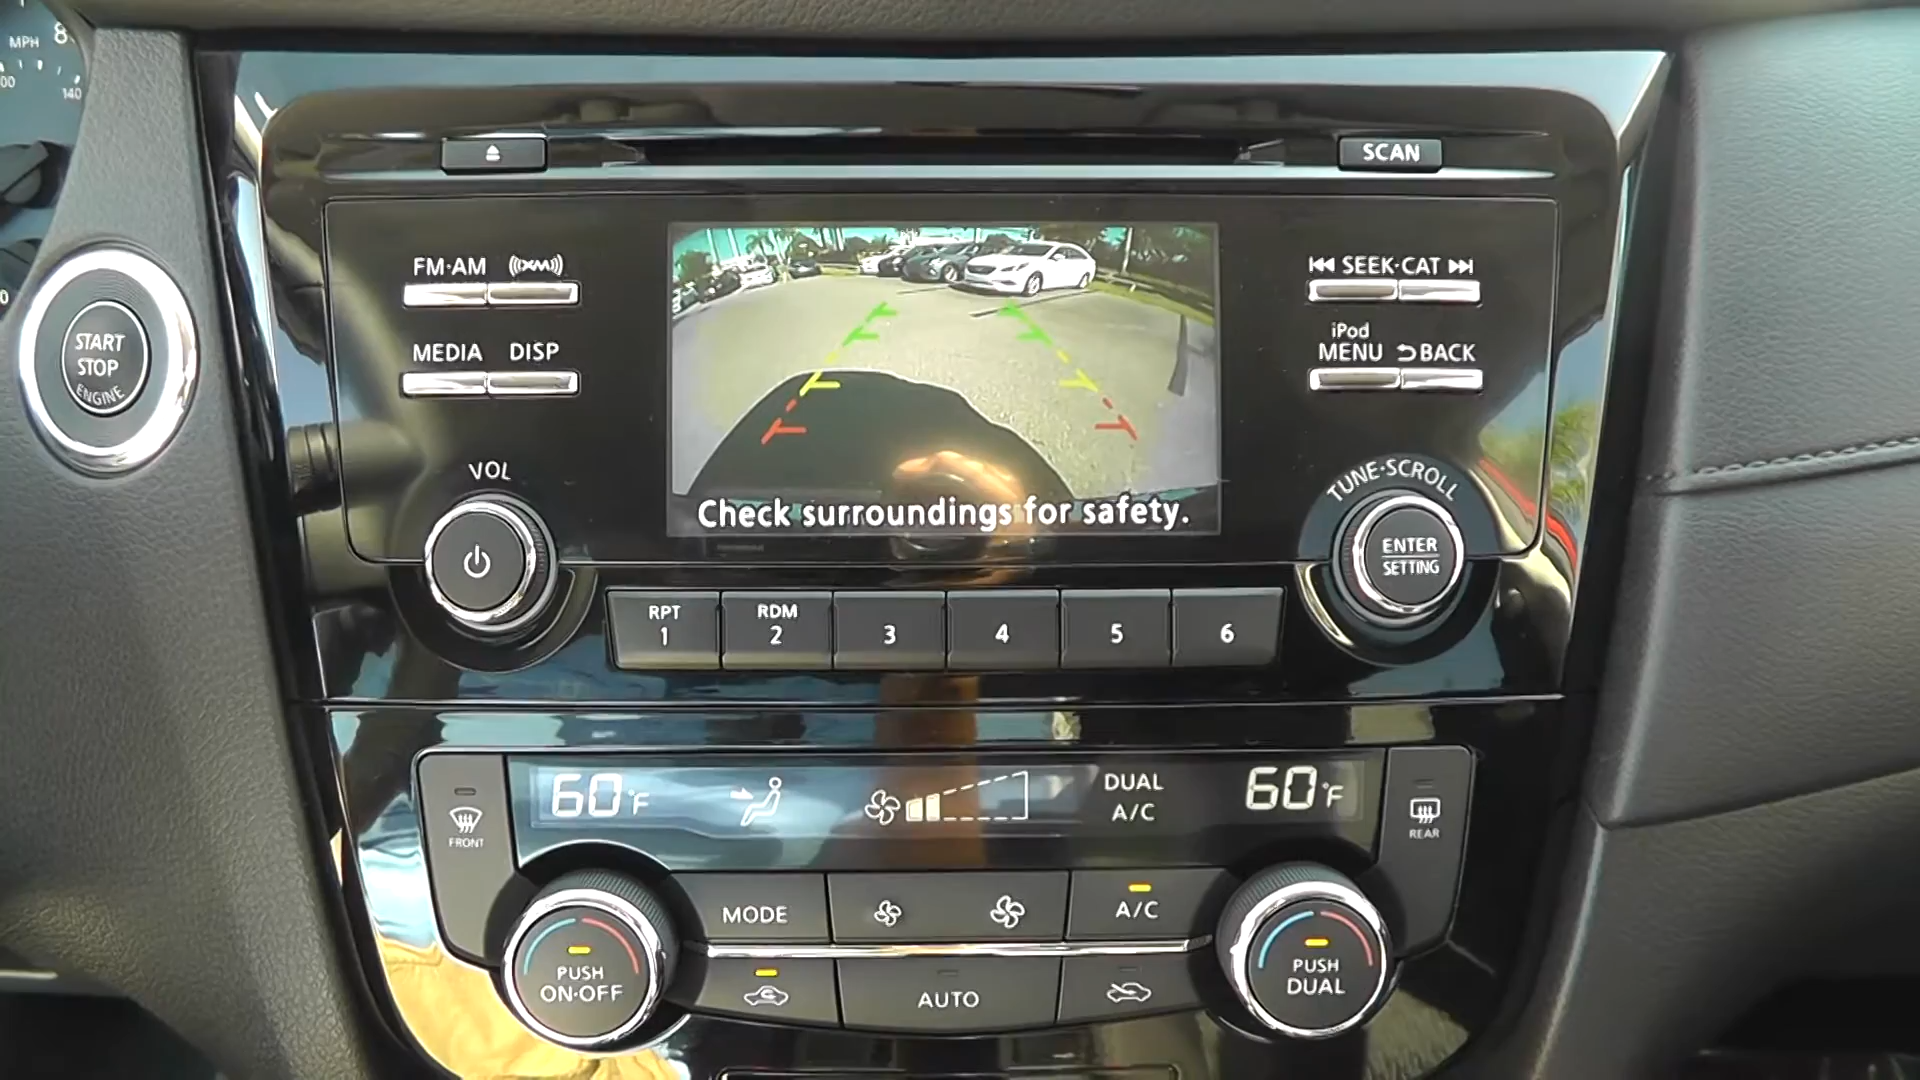 MPH
140
START
STOP
ENGINE
SCAN
FM·AM
XM
MEDIA
DISP
VOL
Check surroundings for safety.
SEEK·CAT
iPod
MENU
BACK
TUNE·SCROLL
ENTER
SETTING
RPT
1
RDM
2
3
4
5
6
FRONT
60°F
DUAL
A/C
60°F
REAR
MODE
A/C
PUSH
ON·OFF
AUTO
PUSH
DUAL